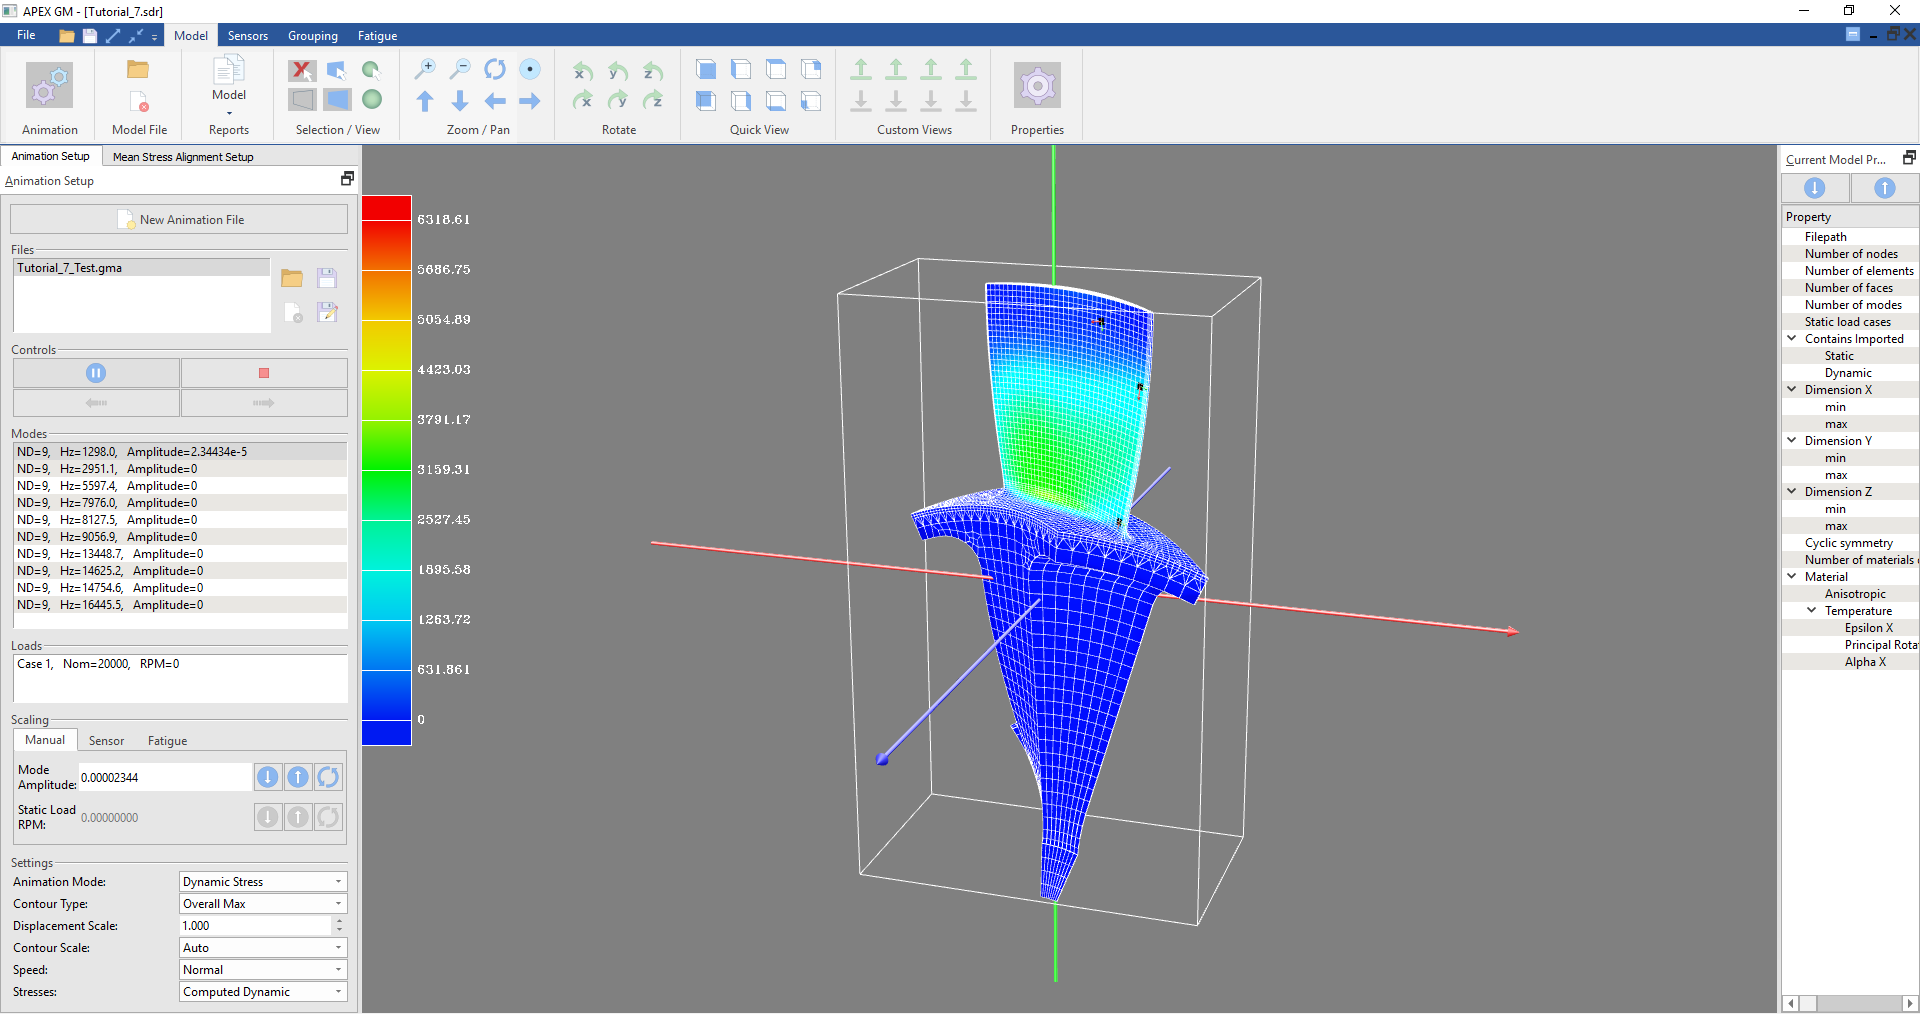 APEX GM - [Tutorial_7.sdr]
File Model Sensors Grouping Fatigue
Model
Animation Model File Reports Selection / View Zoom / Pan Rotate Quick View Custom Views Properties
x y z
x y z
Animation Setup Mean Stress Alignment Setup
Animation Setup
New Animation File
Files
Tutorial_7_Test.gma
Controls
Modes
ND=9, Hz=1298.0, Amplitude=2.34434e-5
ND=9, Hz=2951.1, Amplitude=0
ND=9, Hz=5597.4, Amplitude=0
ND=9, Hz=7976.0, Amplitude=0
ND=9, Hz=8127.5, Amplitude=0
ND=9, Hz=9056.9, Amplitude=0
ND=9, Hz=13448.7, Amplitude=0
ND=9, Hz=14625.2, Amplitude=0
ND=9, Hz=14754.6, Amplitude=0
ND=9, Hz=16445.5, Amplitude=0
Loads
Case 1, Nom=20000, RPM=0
Scaling
Manual Sensor Fatigue
Mode
Amplitude: 0.00002344
Static Load
RPM: 0.00000000
Settings
Animation Mode: Dynamic Stress
Contour Type: Overall Max
Displacement Scale: 1.000
Contour Scale: Auto
Speed: Normal
Stresses: Computed Dynamic
6318.61
5686.75
5054.89
4423.03
3791.17
3159.31
2527.45
1895.58
1263.72
631.861
0
Current Model Pr...
Property
Filepath
Number of nodes
Number of elements
Number of faces
Number of modes
Static load cases
Contains Imported
Static
Dynamic
Dimension X
min
max
Dimension Y
min
max
Dimension Z
min
max
Cyclic symmetry
Number of materials
Material
Anisotropic
Temperature
Epsilon X
Principal Rota
Alpha X